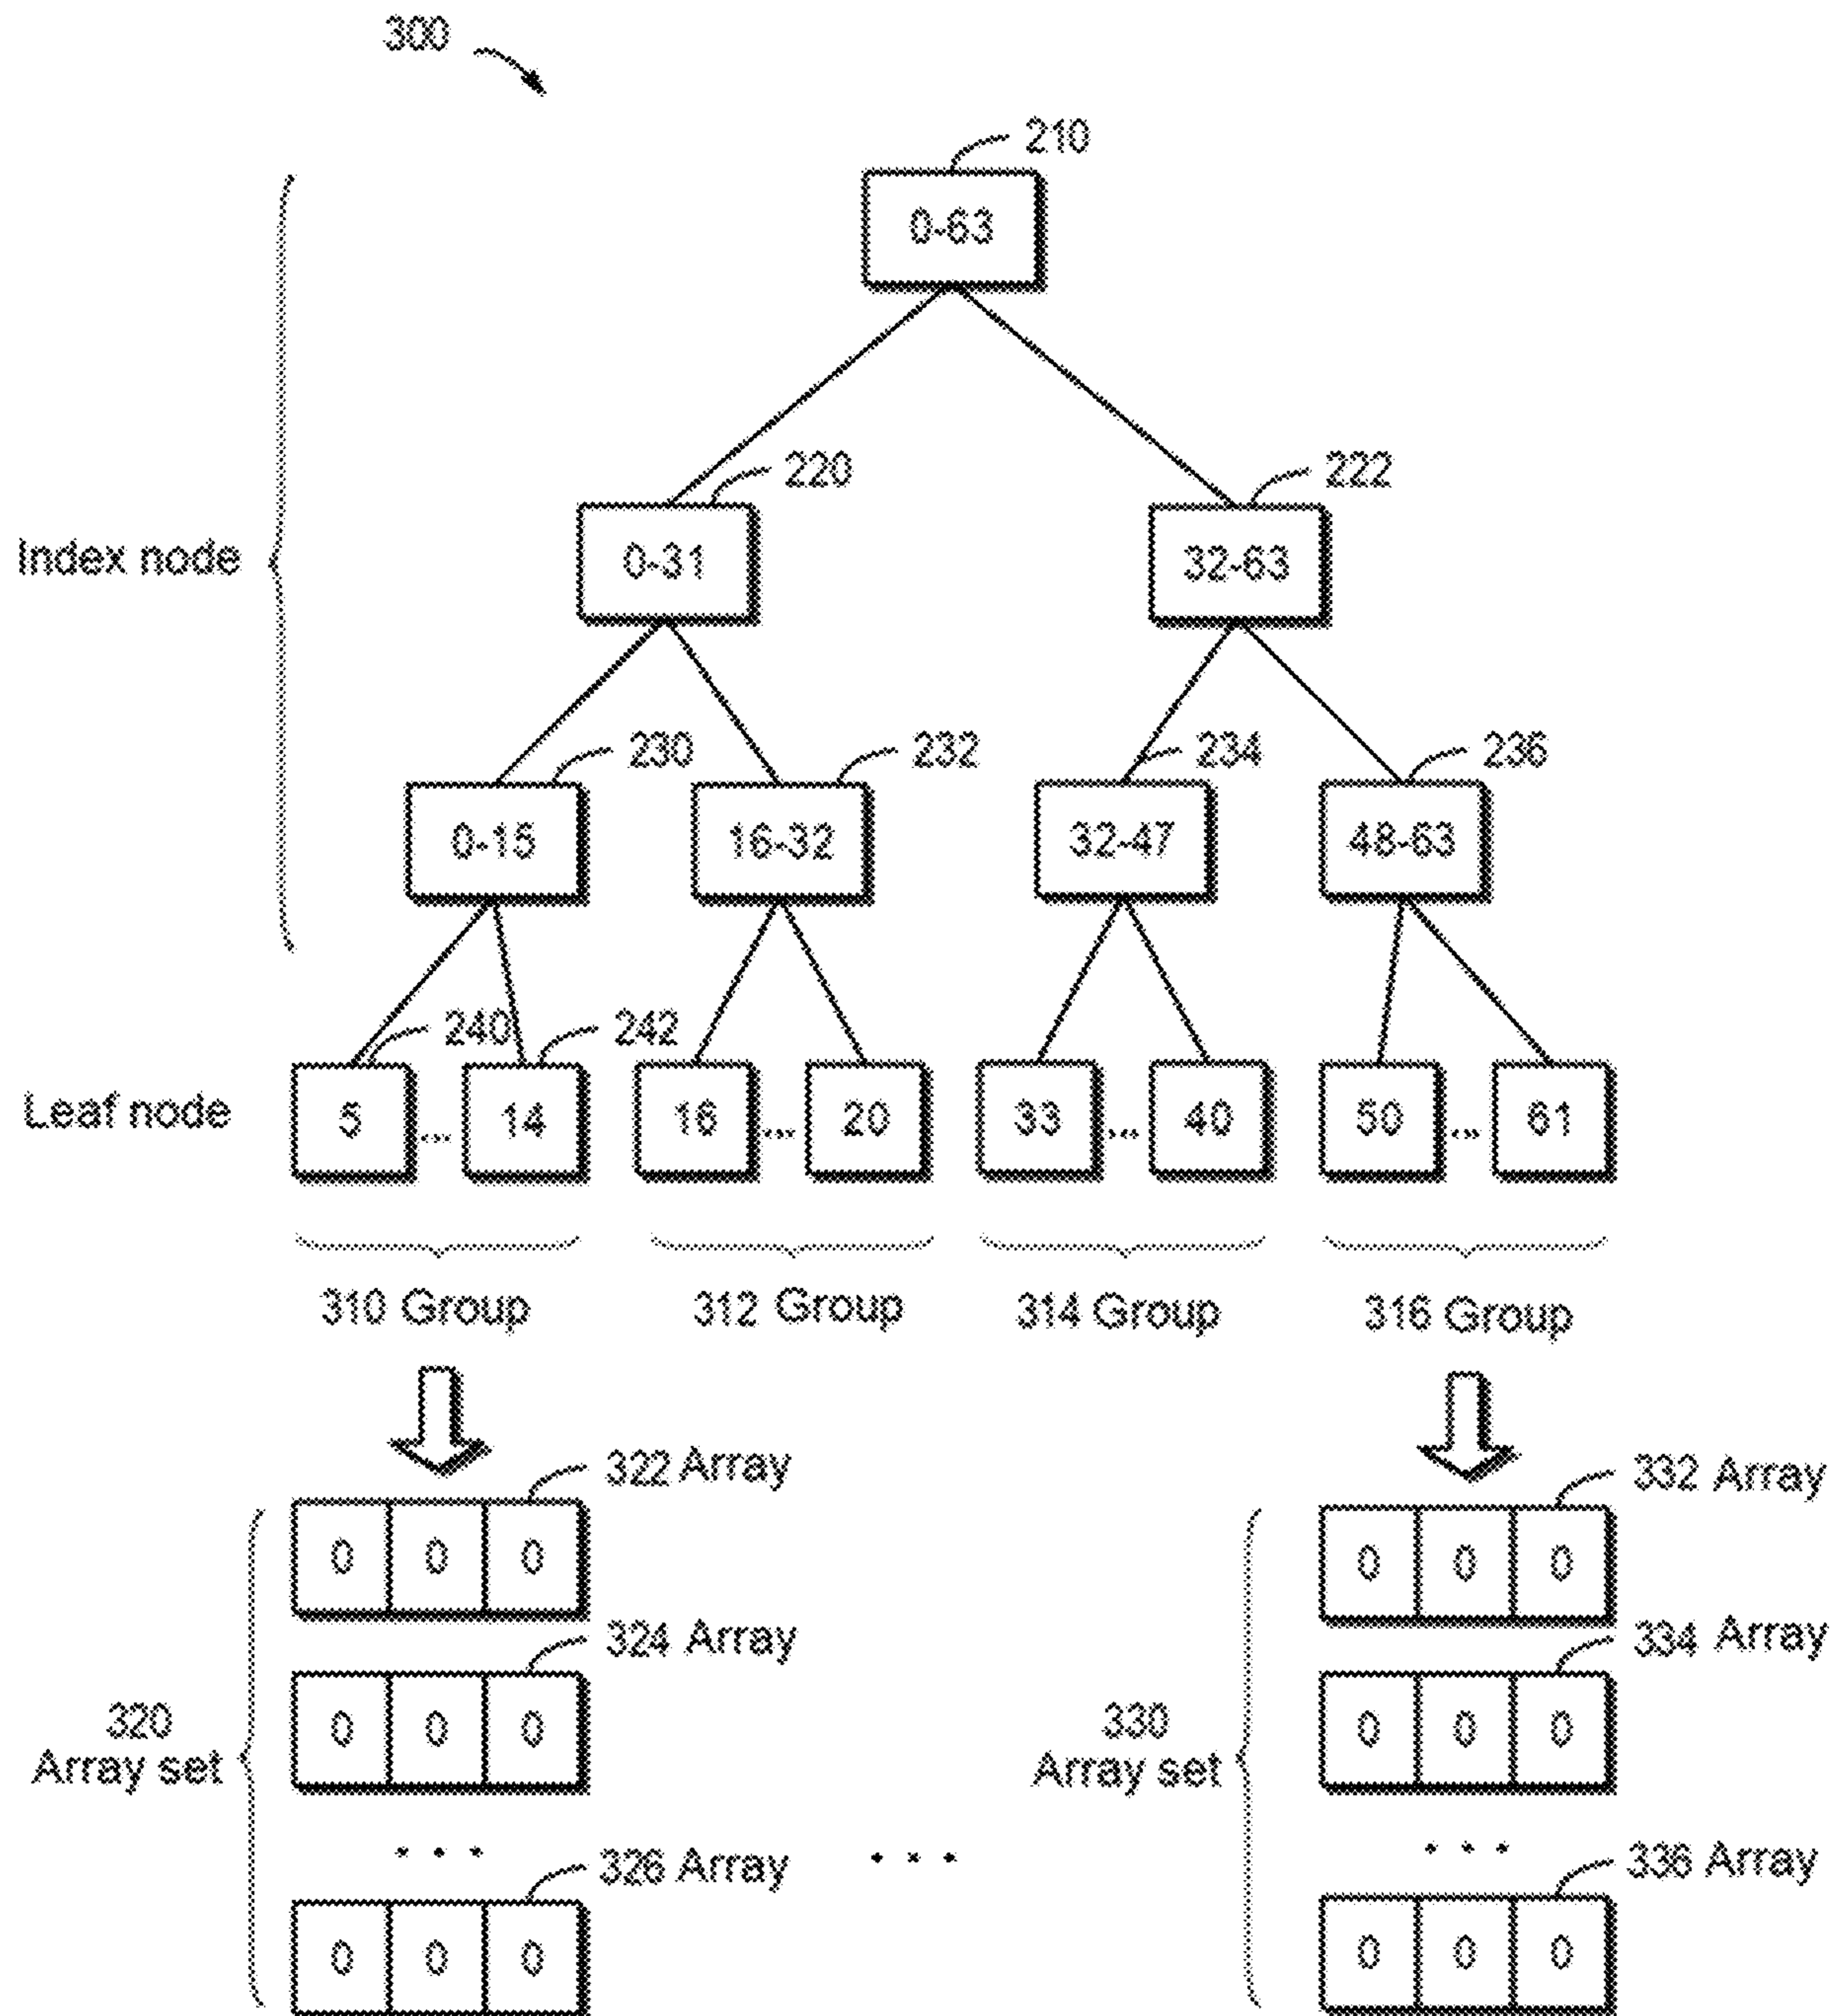 300
210
0-63
220
222
Index node
0-31
32-63
230
232
234
236
0-15
16-32
32-47
48-63
240
242
Leaf node
5 ... 14
16 ... 20
33 ... 40
50 ... 61
310 Group
312 Group
314 Group
316 Group
322 Array
332 Array
0 0 0
0 0 0
324 Array
334 Array
320
Array set
0 0 0
330
Array set
0 0 0
. . .
. . .
. . .
326 Array
336 Array
0 0 0
0 0 0